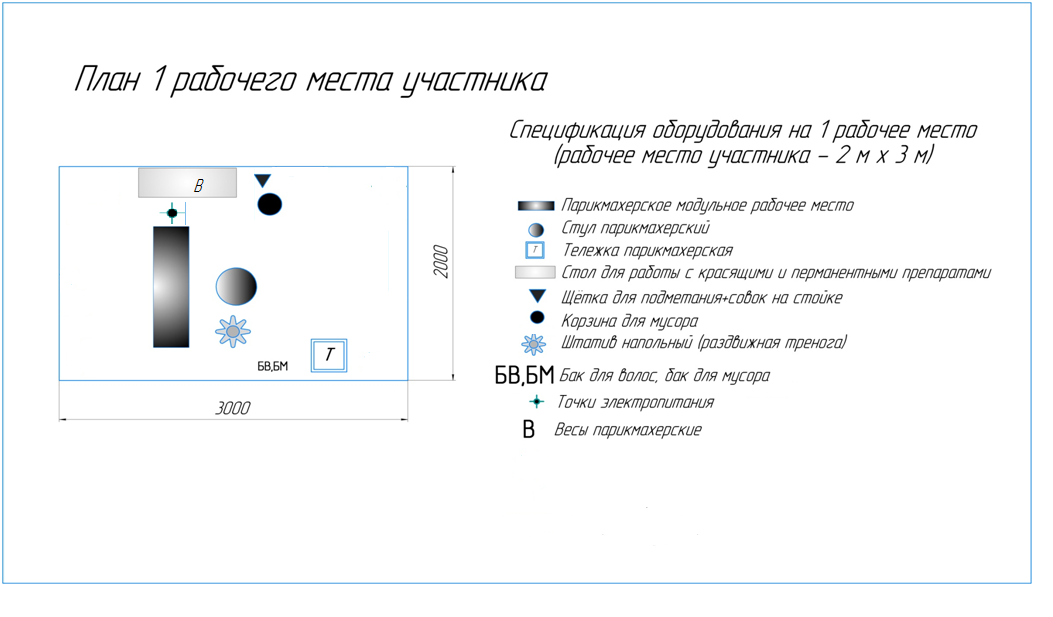 План 1 рабочего места участника
Спецификация оборудования на 1 рабочее место
(рабочее место участника – 2 м х 3 м)
В
2000
Т
БВ,БМ
3000
Парикмахерское модульное рабочее место
Стул парикмахерский
Т Тележка парикмахерская
Стол для работы с красящими и перманентными препаратами
Щётка для подметания+совок на стойке
Корзина для мусора
Штатив напольный (раздвижная тренога)
БВ,БМ Бак для волос, бак для мусора
Точки электропитания
В Весы парикмахерские